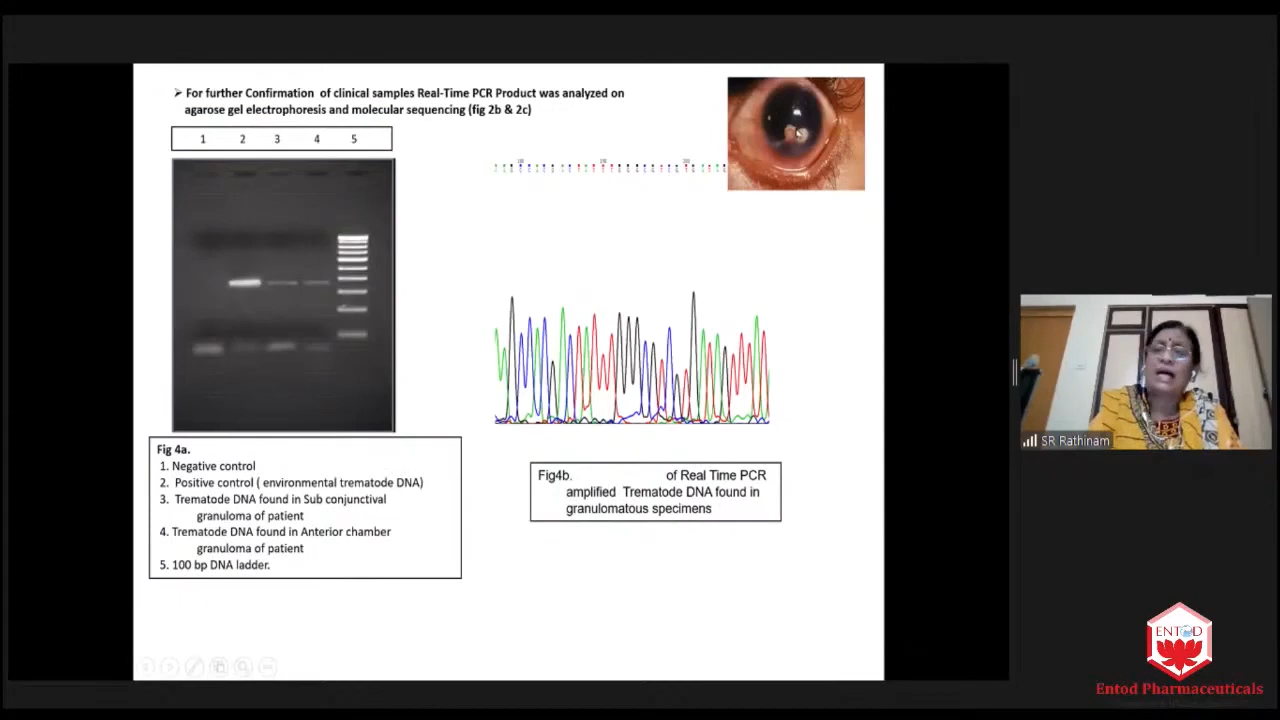 ➢ For further Confirmation of clinical samples Real-Time PCR Product was analyzed on
agarose gel electrophoresis and molecular sequencing (fig 2b & 2c)
1 2 3 4 5
Fig 4a.
1. Negative control
2. Positive control ( environmental trematode DNA)
3. Trematode DNA found in Sub conjunctival
granuloma of patient
4. Trematode DNA found in Anterior chamber
granuloma of patient
5. 100 bp DNA ladder.
Fig4b. of Real Time PCR
amplified Trematode DNA found in
granulomatous specimens
SR Rathinam
ENTOD
Entod Pharmaceuticals